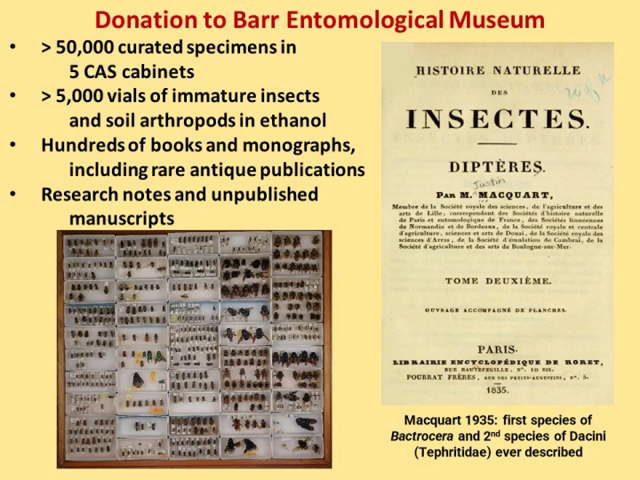 Donation to Barr Entomological Museum
• > 50,000 curated specimens in
5 CAS cabinets
• > 5,000 vials of immature insects
and soil arthropods in ethanol
• Hundreds of books and monographs,
including rare antique publications
• Research notes and unpublished
manuscripts
HISTOIRE NATURELLE
DES
INSECTES.
DIPTÈRES.
Justin
PAR M. MACQUART,
Membre de la Société royale des sciences, de l'agriculture et des
arts de Lille; correspondant des Sociétés d'histoire naturelle
de Paris et entomologique de France, des Sociétés linnéennes
de Normandie et de Bordeaux, de la Société royale et centrale
d'agriculture, sciences et arts de Douai, de la Société royale des
sciences d'Arras, de la Société d'émulation de Cambrai, de la
Société d'agriculture et des arts de Boulogne-sur-Mer.
TOME DEUXIÈME.
OUVRAGE ACCOMPAGNÉ DE PLANCHES.
PARIS.
LIBRAIRIE ENCYCLOPÉDIQUE DE RORET,
RUE HAUTEFEUILLE, N° 10 BIS.
POURRAT FRÈRES, RUE DES PETITS-AUGUSTINS, N°. 5.
1835.
Macquart 1935: first species of
Bactrocera and 2nd species of Dacini
(Tephritidae) ever described